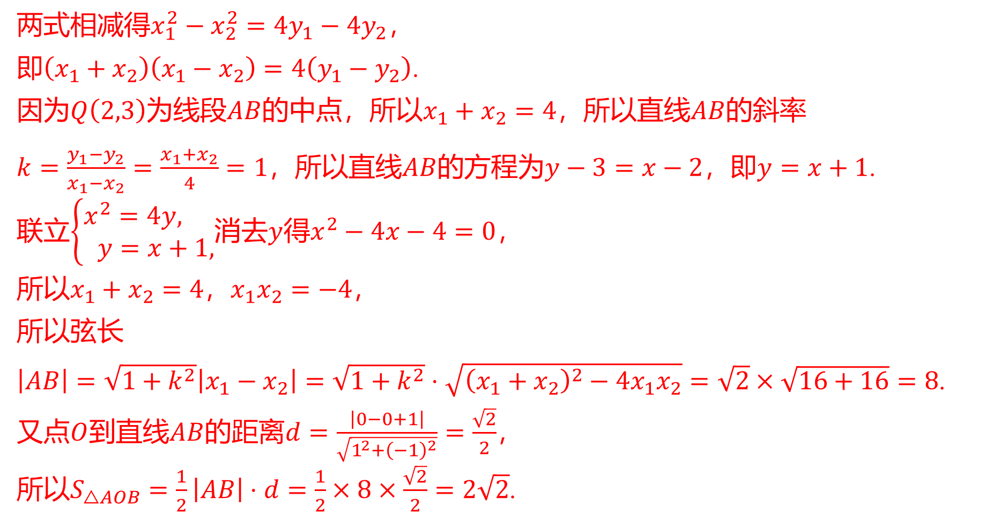 两式相减得$x_1^2-x_2^2=4y_1-4y_2$,
即$(x_1+x_2)(x_1-x_2)=4(y_1-y_2)$.
因为$Q(2,3)$为线段$AB$的中点，所以$x_1+x_2=4$，所以直线$AB$的斜率
$k=\frac{y_1-y_2}{x_1-x_2}=\frac{x_1+x_2}{4}=1$，所以直线$AB$的方程为$y-3=x-2$，即$y=x+1$.
联立$\begin{cases}x^2=4y,\\y=x+1,\end{cases}$消去$y$得$x^2-4x-4=0$,
所以$x_1+x_2=4$，$x_1x_2=-4$,
所以弦长
$|AB|=\sqrt{1+k^2}|x_1-x_2|=\sqrt{1+k^2}\cdot\sqrt{(x_1+x_2)^2-4x_1x_2}=\sqrt{2}\times\sqrt{16+16}=8$.
又点$O$到直线$AB$的距离$d=\frac{|0-0+1|}{\sqrt{1^2+(-1)^2}}=\frac{\sqrt{2}}{2}$,
所以$S_{\triangle AOB}=\frac{1}{2}|AB|\cdot d=\frac{1}{2}\times8\times\frac{\sqrt{2}}{2}=2\sqrt{2}$.